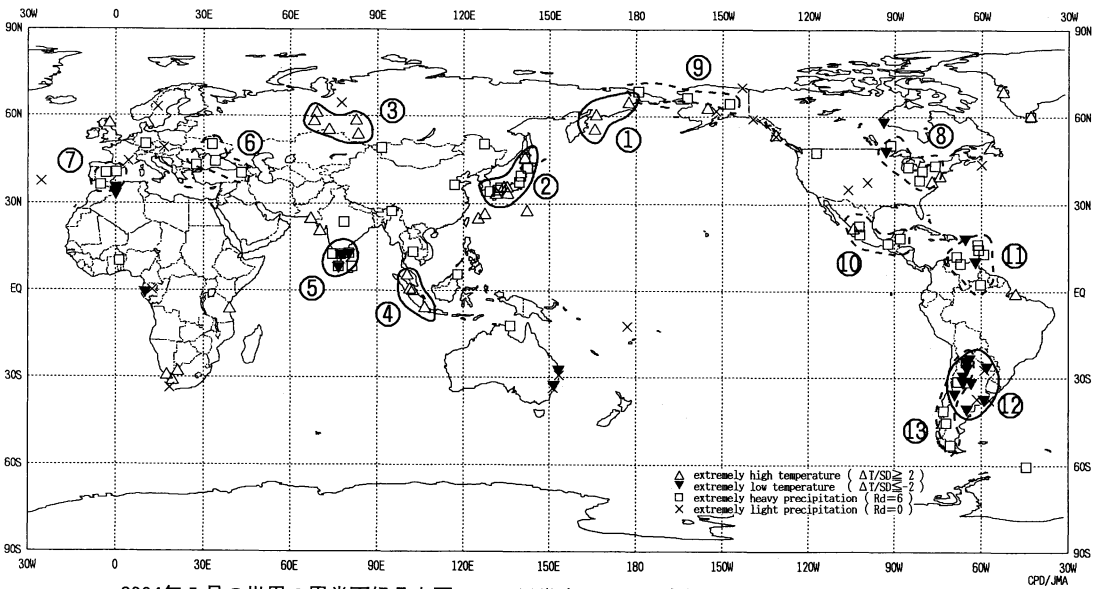 30W 0 30E 60E 90E 120E 150E 180 150W 120W 90W 60W 30W
90N 90N
⑨
60N ③ 60N
① ⑧
⑦ ⑥
②
30N 30N
⑩ ⑪
⑤
EQ ④ EQ
30S 30S
⑫
⑬
60S 60S
△ extremely high temperature ( ΔT/SD≧ 2 )
▼ extremely low temperature ( ΔT/SD≦-2 )
□ extremely heavy precipitation ( Rd=6 )
× extremely light precipitation ( Rd=0 )
90S 90S
30W 0 30E 60E 90E 120E 150E 180 150W 120W 90W 60W 30W
CPD/JMA